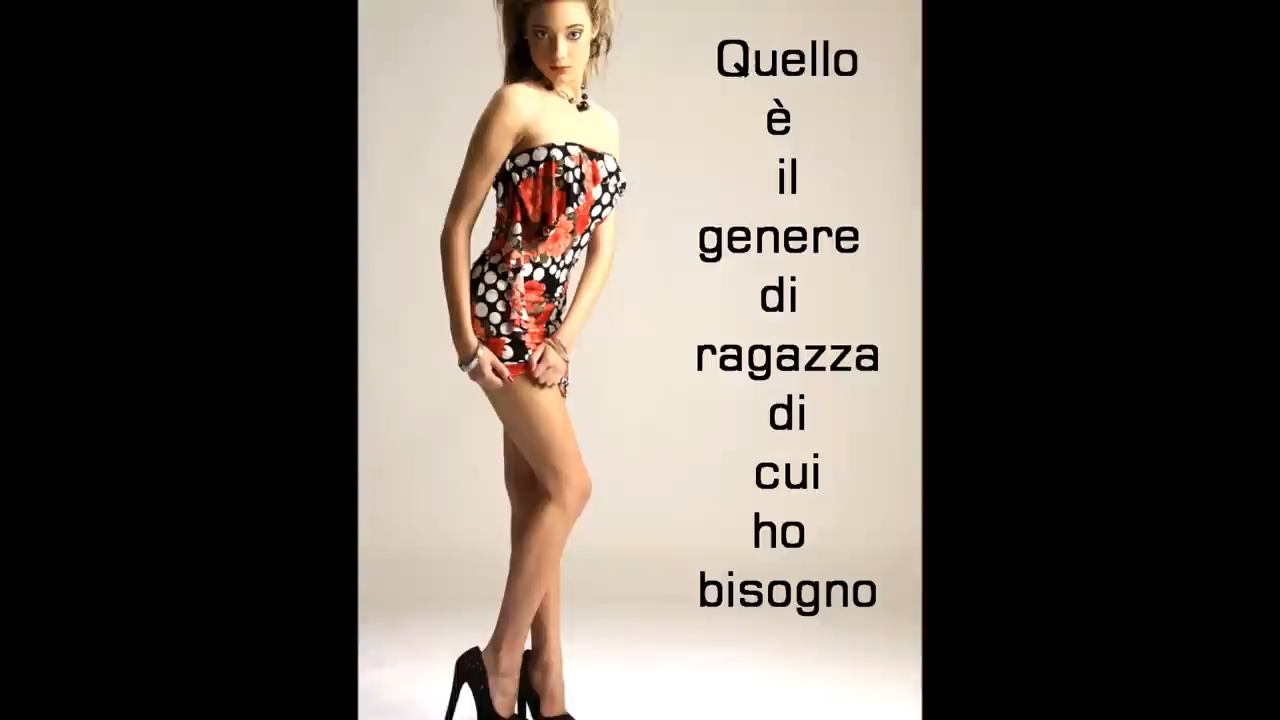 Quello
è
il
genere
di
ragazza
di
cui
ho
bisogno